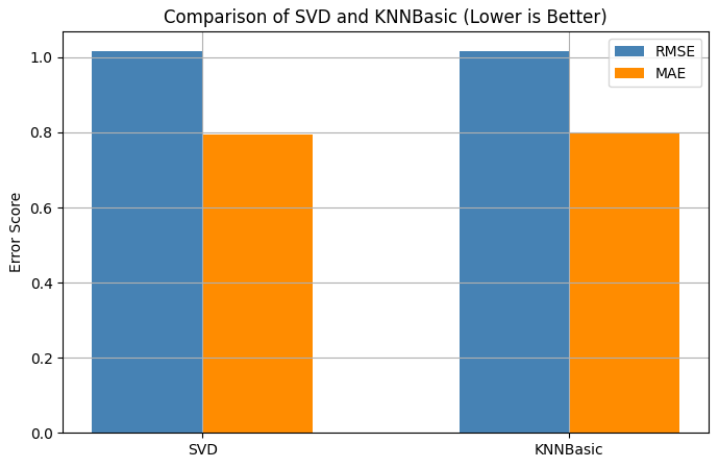 Comparison of SVD and KNNBasic (Lower is Better)
RMSE
MAE
Error Score
1.0
0.8
0.6
0.4
0.2
0.0
SVD
KNNBasic